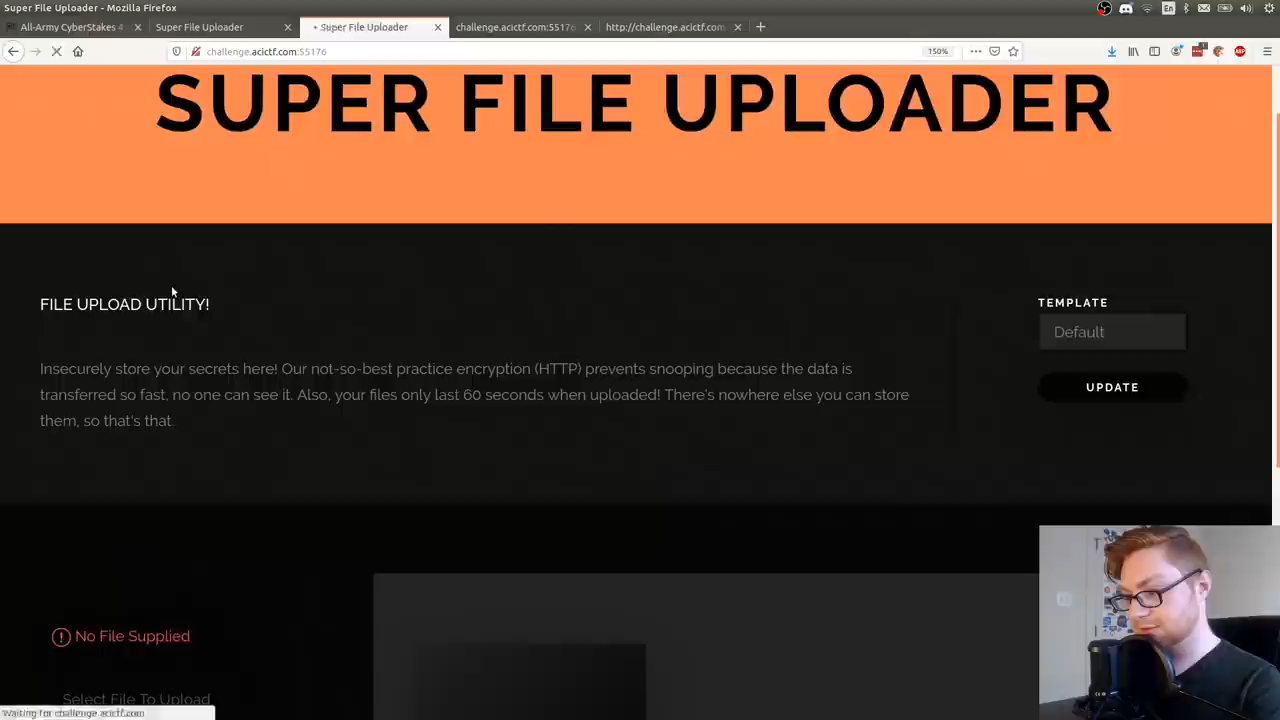 Super File Uploader - Mozilla Firefox
En
All-Army CyberStakes 4
Super File Uploader
Super File Uploader
challenge.acictf.com:55176
http://challenge.acictf.com
challenge.acictf.com:55176
150%
SUPER FILE UPLOADER
FILE UPLOAD UTILITY!
TEMPLATE
Default
UPDATE
Insecurely store your secrets here! Our not-so-best practice encryption (HTTP) prevents snooping because the data is
transferred so fast, no one can see it. Also, your files only last 60 seconds when uploaded! There's nowhere else you can store
them, so that's that.
No File Supplied
Select File To Upload
Waiting for challenge.acictf.com